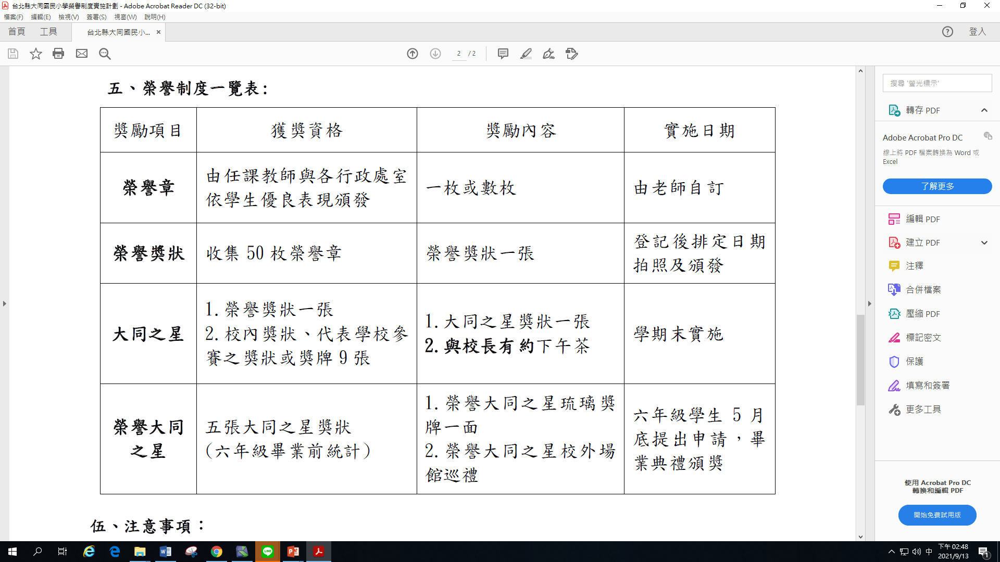 台北縣大同國民小學榮譽制度實施計劃 - Adobe Acrobat Reader DC (32-bit)
檔案(F) 編輯(E) 檢視(V) 簽署(S) 視窗(W) 說明(H)
首頁 工具 台北縣大同國民小... × 登入
2 / 2
五、榮譽制度一覽表:
獎勵項目 獲獎資格 獎勵內容 實施日期
榮譽章
由任課教師與各行政處室
依學生優良表現頒發
一枚或數枚
由老師自訂
榮譽獎狀
收集 50 枚榮譽章
榮譽獎狀一張
登記後排定日期
拍照及頒發
大同之星
1.榮譽獎狀一張
2.校內獎狀、代表學校參
賽之獎狀或獎牌 9 張
1.大同之星獎狀一張
2.與校長有約下午茶
學期末實施
榮譽大同
之星
五張大同之星獎狀
(六年級畢業前統計)
1.榮譽大同之星琉璃獎
牌一面
2.榮譽大同之星校外場
館巡禮
六年級學生 5 月
底提出申請，畢
業典禮頒獎
伍、注意事項：
搜尋 '螢光標示'
轉存 PDF
Adobe Acrobat Pro DC
線上將 PDF 檔案轉換為 Word 或
Excel
了解更多
編輯 PDF
建立 PDF
注釋
合併檔案
壓縮 PDF
標記密文
保護
填寫和簽署
更多工具
使用 Acrobat Pro DC
轉換和編輯 PDF
開始免費試用版
LINE
中
下午 02:48
2021/9/13
1